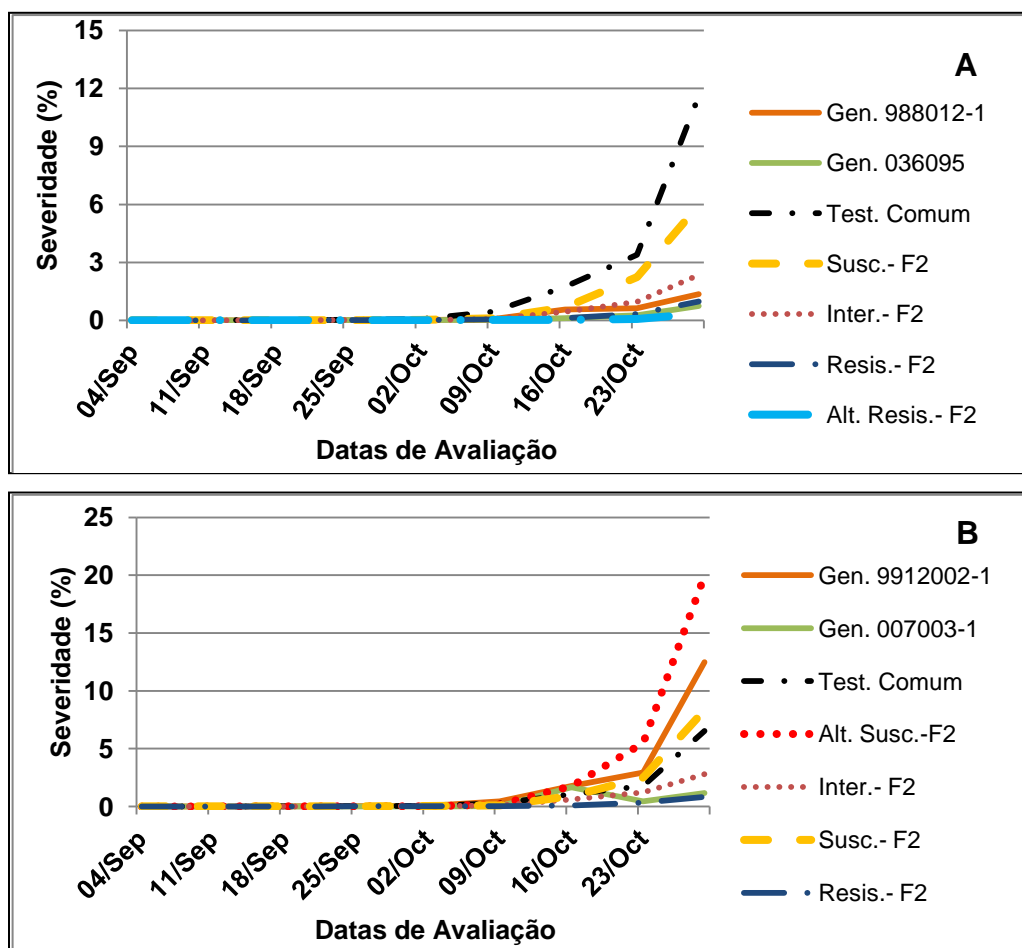 A
Severidade (%)
15
12
9
6
3
0
04/Sep
11/Sep
18/Sep
25/Sep
02/Oct
09/Oct
16/Oct
23/Oct
Datas de Avaliação
Gen. 988012-1
Gen. 036095
Test. Comum
Susc.- F2
Inter.- F2
Resis.- F2
Alt. Resis.- F2
B
Severidade (%)
25
20
15
10
5
0
04/Sep
11/Sep
18/Sep
25/Sep
02/Oct
09/Oct
16/Oct
23/Oct
Datas de Avaliação
Gen. 9912002-1
Gen. 007003-1
Test. Comum
Alt. Susc.-F2
Inter.- F2
Susc.- F2
Resis.- F2